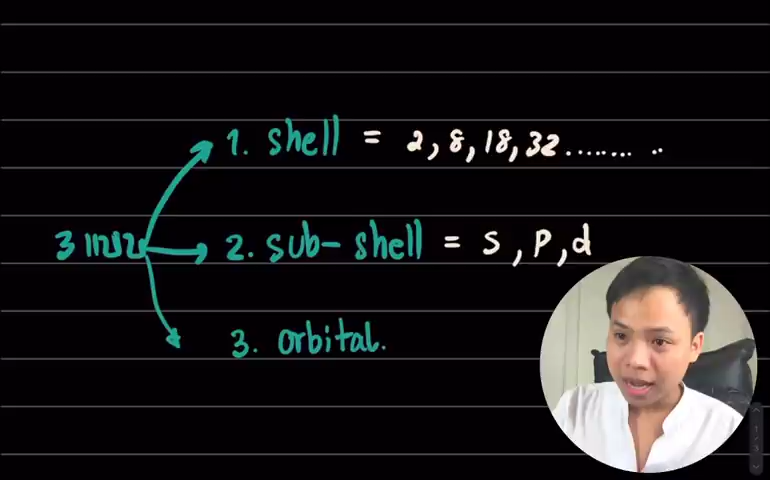 1. shell = 2, 8, 18, 32 ........ ..
3 แบบ 2. sub-shell = s, p, d
3. orbital.